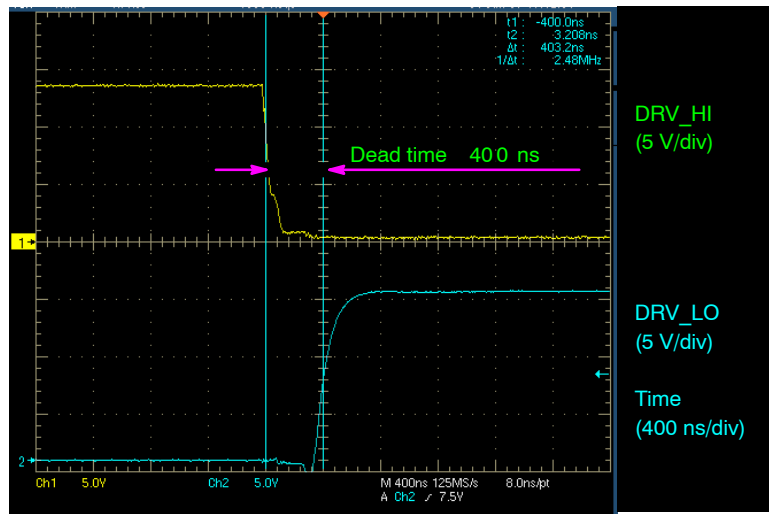 t1 : -400.0ns
t2 : 3.208ns
Δt : 403.2ns
1/Δt : 2.48MHz
DRV_HI
(5 V/div)
Dead time 400 ns
1
DRV_LO
(5 V/div)
Time
(400 ns/div)
2
Ch1 5.0V Ch2 5.0V M 400ns 125MS/s 8.0ns/pt
A Ch2 / 7.5V